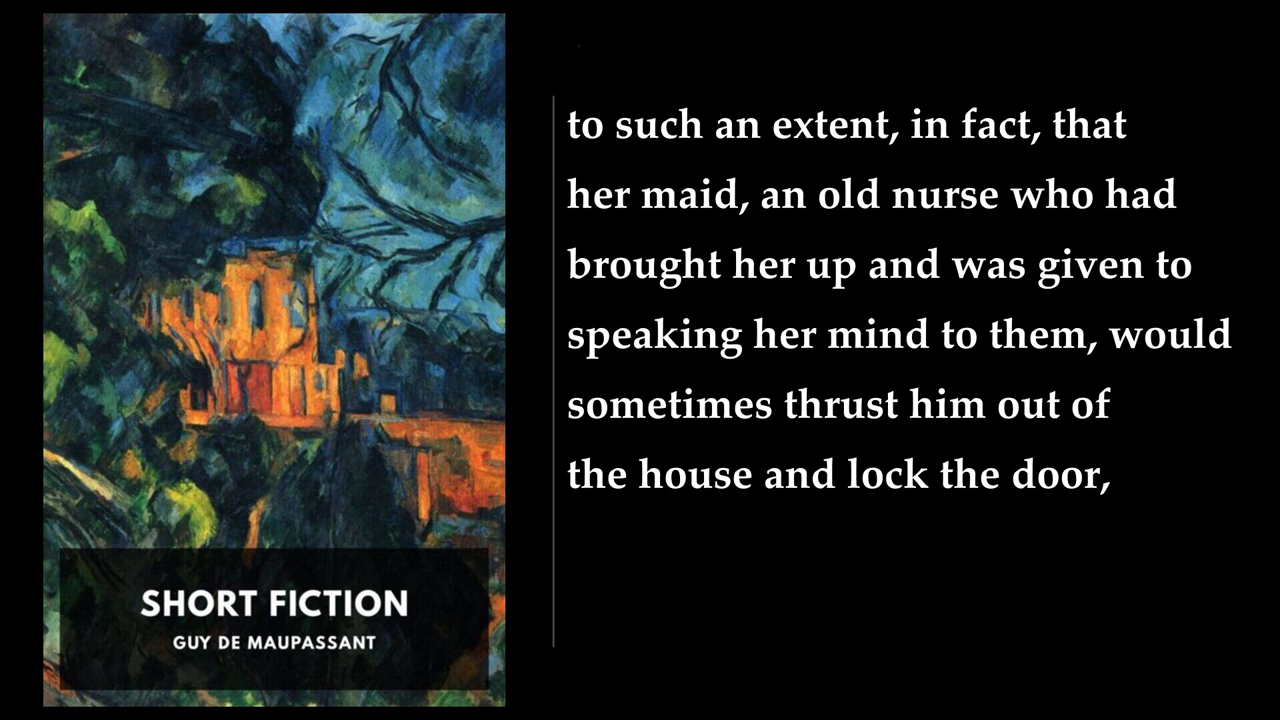 to such an extent, in fact, that
her maid, an old nurse who had
brought her up and was given to
speaking her mind to them, would
sometimes thrust him out of
the house and lock the door,
SHORT FICTION
GUY DE MAUPASSANT